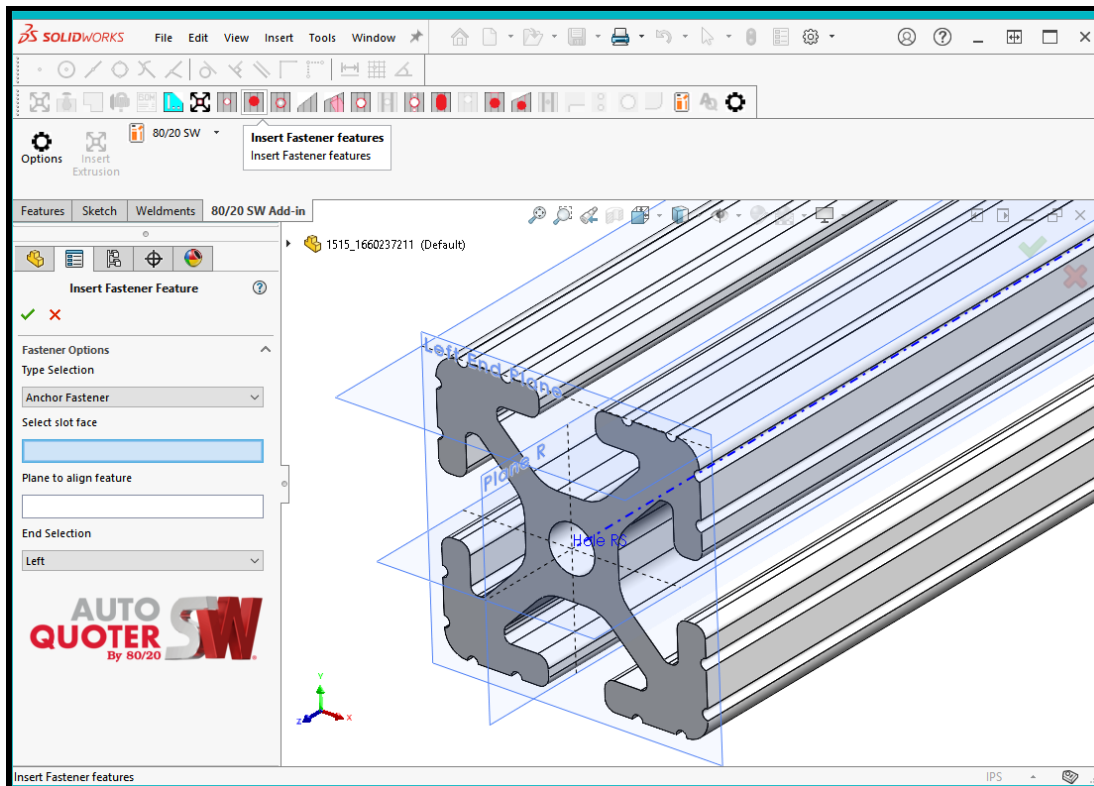 SOLIDWORKS File Edit View Insert Tools Window
80/20 SW
Options
Insert
Extrusion
Insert Fastener features
Insert Fastener features
Features Sketch Weldments 80/20 SW Add-in
1515_1660237211 (Default)
Insert Fastener Feature
Fastener Options
Type Selection
Anchor Fastener
Select slot face
Plane to align feature
End Selection
Left
AUTO
QUOTER
By 80/20
SW
Left End Plane
Plane R
Hole RS
Y
X
Z
Insert Fastener features IPS